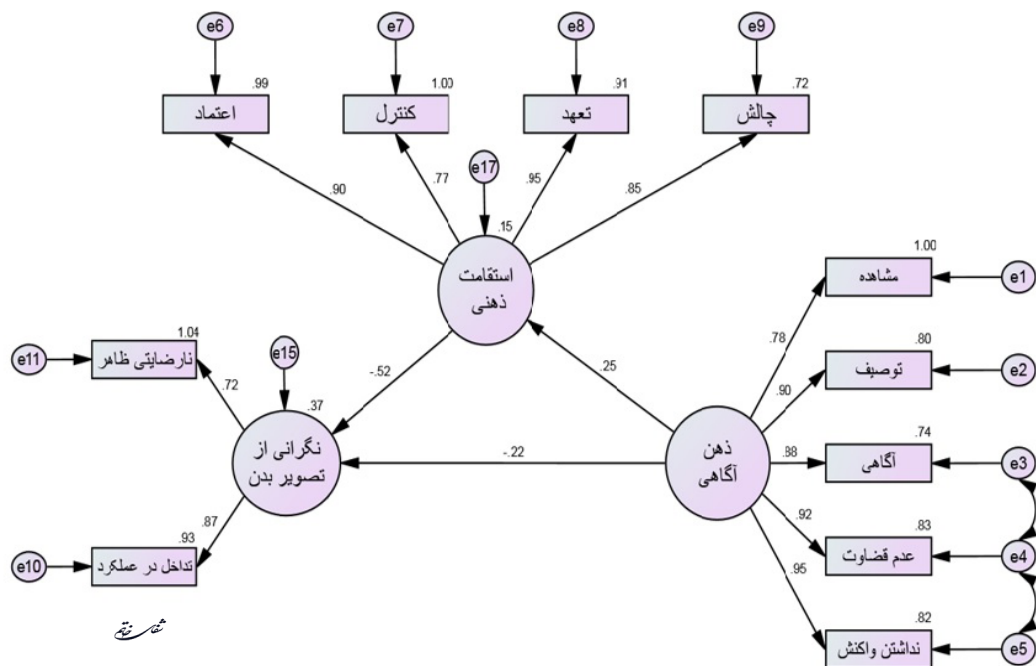 e6
e7
e8
e9
.99
1.00
.91
.72
اعتماد
کنترل
تعهد
چالش
.90
.77
.95
.85
e17
.15
استقامت
ذهنی
1.00
مشاهده
e1
.78
.80
توصیف
e2
.90
.74
آگاهی
e3
.88
.83
عدم قضاوت
e4
.92
.82
نداشتن واکنش
e5
.95
ذهن
آگاهی
.25
-.52
-.22
e15
.37
نگرانی از
تصویر بدن
1.04
نارضایتی ظاهر
e11
.72
.87
.93
تداخل در عملکرد
e10
شفای خاتم